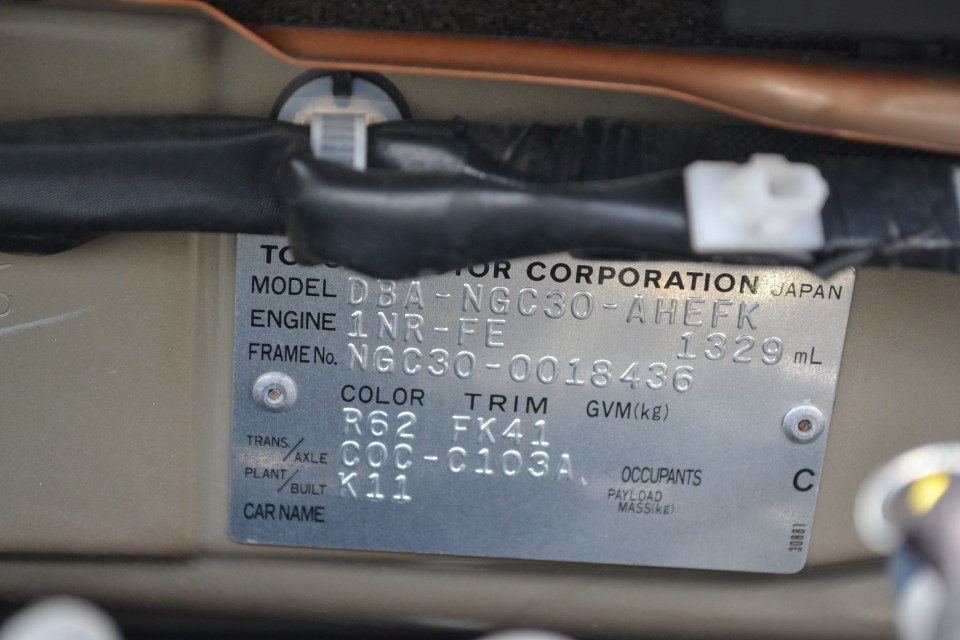 TO MOTOR CORPORATION JAPAN
MODEL DBA-NGC30-AHEFK
ENGINE 1NR-FE 1329 mL
FRAME No. NGC30-0018436
COLOR TRIM GVM(kg)
R62 FK41
TRANS/AXLE C0C-C103A
PLANT/BUILT K11
OCCUPANTS
C
PAYLOAD
MASS(kg)
CAR NAME
30881